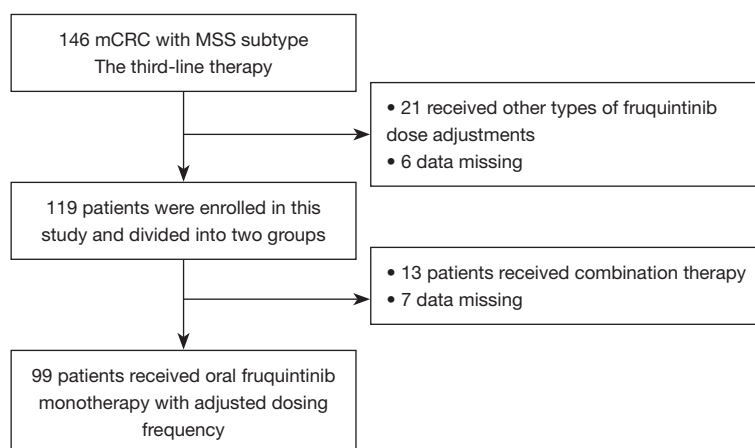 146 mCRC with MSS subtype
The third-line therapy
• 21 received other types of fruquintinib
dose adjustments
• 6 data missing
119 patients were enrolled in this
study and divided into two groups
• 13 patients received combination therapy
• 7 data missing
99 patients received oral fruquintinib
monotherapy with adjusted dosing
frequency